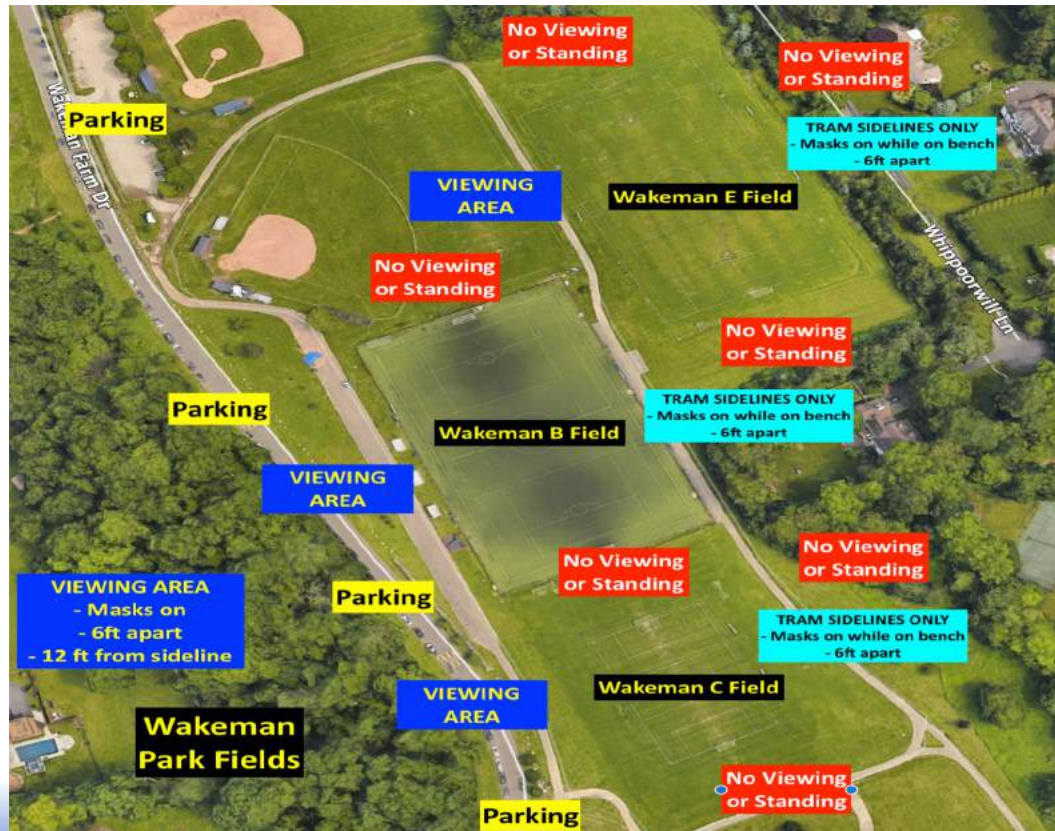 No Viewing
or Standing
No Viewing
or Standing
Parking
Wakeman Farm Dr
TRAM SIDELINES ONLY
- Masks on while on bench
- 6ft apart
VIEWING
AREA
Wakeman E Field
Whippoorwill Ln
No Viewing
or Standing
No Viewing
or Standing
Parking
TRAM SIDELINES ONLY
- Masks on while on bench
- 6ft apart
Wakeman B Field
VIEWING
AREA
No Viewing
or Standing
No Viewing
or Standing
VIEWING AREA
- Masks on
- 6ft apart
- 12 ft from sideline
Parking
TRAM SIDELINES ONLY
- Masks on while on bench
- 6ft apart
Wakeman C Field
VIEWING
AREA
Wakeman
Park Fields
No Viewing
or Standing
Parking